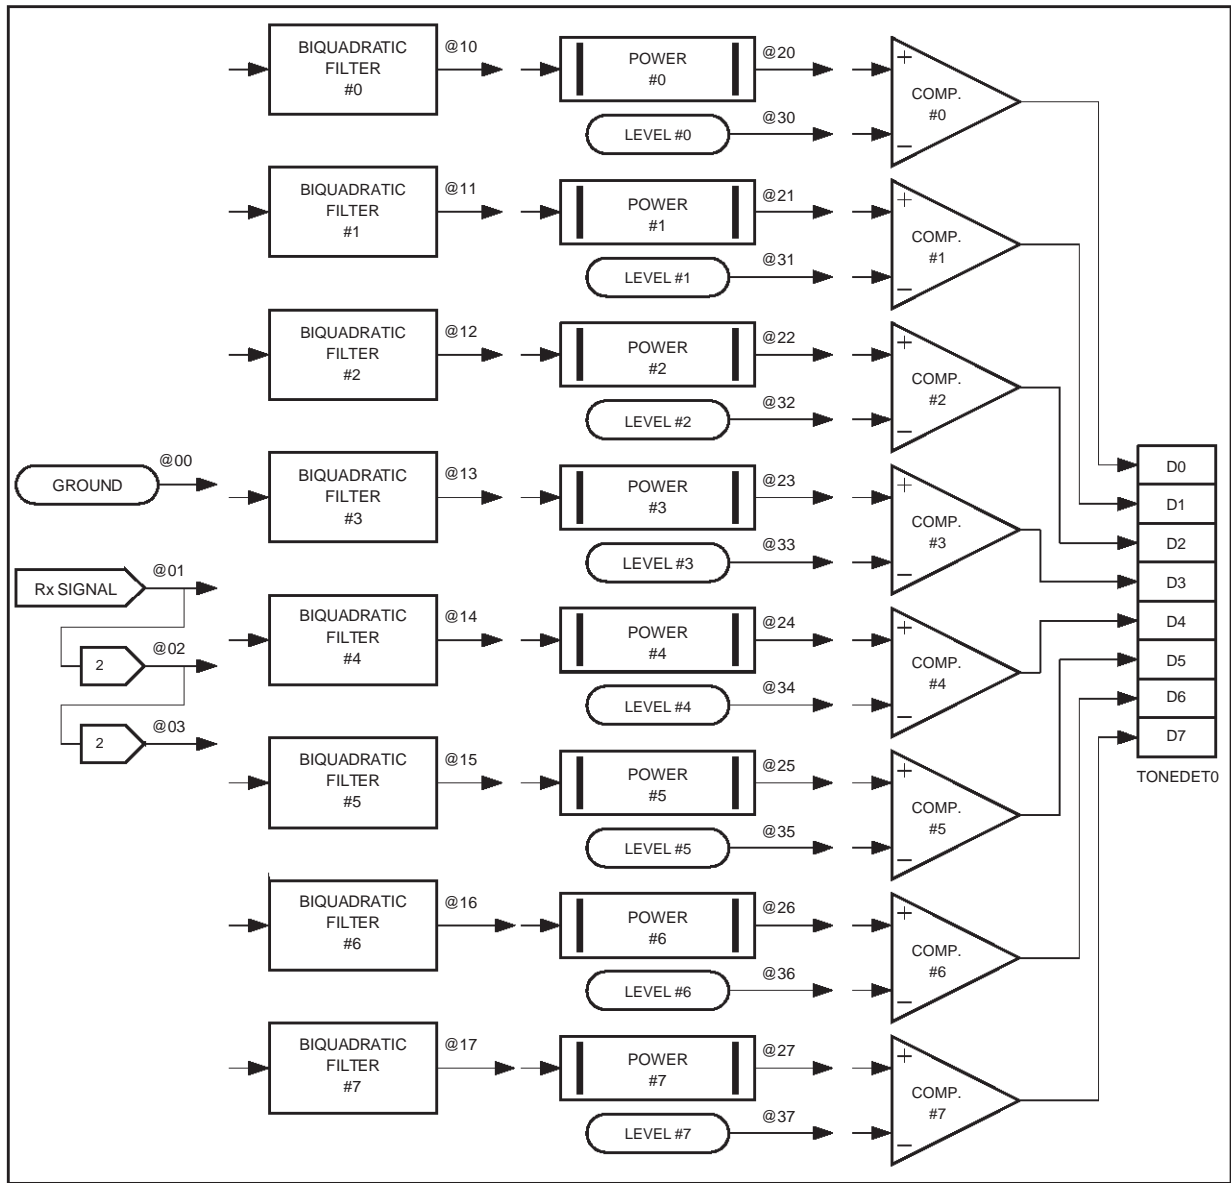 BIQUADRATIC
FILTER
#0
@10
POWER
#0
@20
LEVEL #0
@30
+
−
COMP.
#0
BIQUADRATIC
FILTER
#1
@11
POWER
#1
@21
LEVEL #1
@31
+
−
COMP.
#1
BIQUADRATIC
FILTER
#2
@12
POWER
#2
@22
LEVEL #2
@32
+
−
COMP.
#2
GROUND
@00
BIQUADRATIC
FILTER
#3
@13
POWER
#3
@23
LEVEL #3
@33
+
−
COMP.
#3
Rx SIGNAL
@01
2
@02
2
@03
BIQUADRATIC
FILTER
#4
@14
POWER
#4
@24
LEVEL #4
@34
+
−
COMP.
#4
BIQUADRATIC
FILTER
#5
@15
POWER
#5
@25
LEVEL #5
@35
+
−
COMP.
#5
BIQUADRATIC
FILTER
#6
@16
POWER
#6
@26
LEVEL #6
@36
+
−
COMP.
#6
BIQUADRATIC
FILTER
#7
@17
POWER
#7
@27
LEVEL #7
@37
+
−
COMP.
#7
D0
D1
D2
D3
D4
D5
D6
D7
TONEDET0